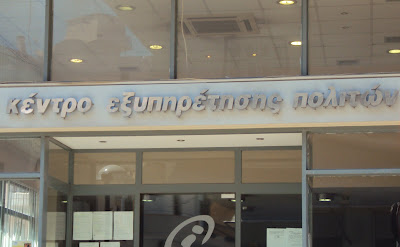 κέντρο εξυπηρέτησης πολιτών